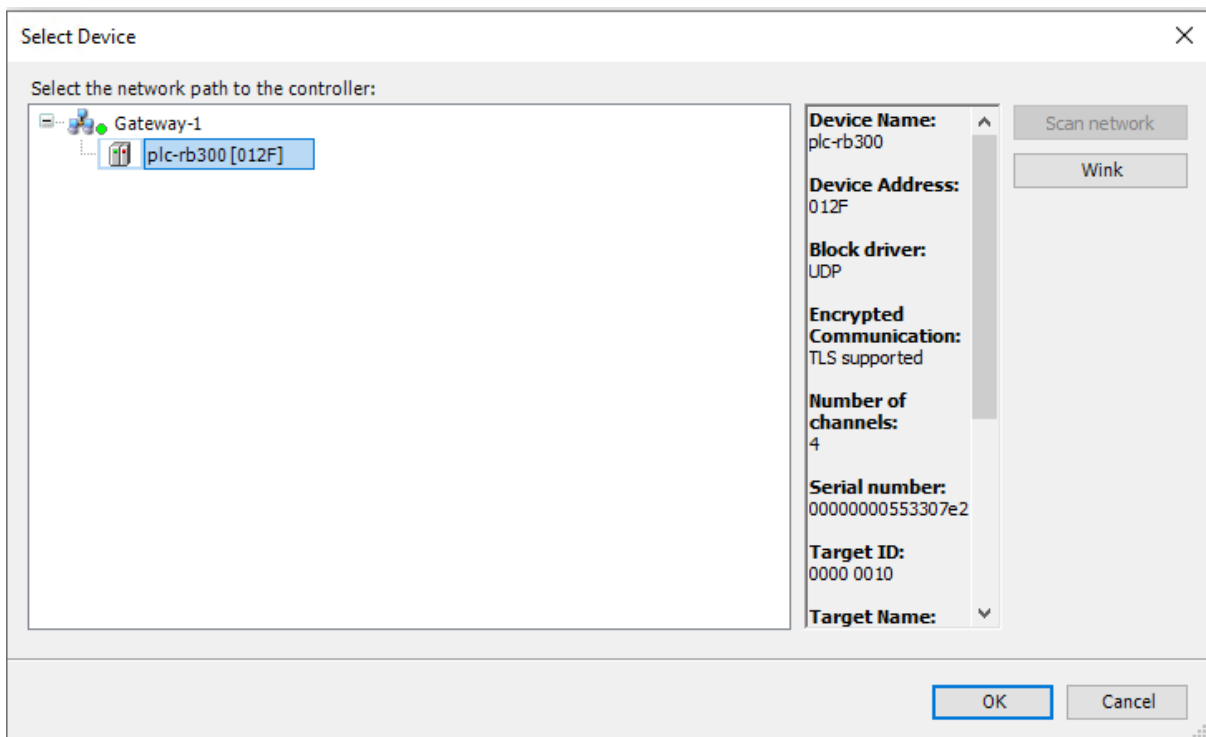 Select Device
Select the network path to the controller:
Gateway-1
plc-rb300 [012F]
Device Name:
plc-rb300
Device Address:
012F
Block driver:
UDP
Encrypted
Communication:
TLS supported
Number of
channels:
4
Serial number:
00000000553307e2
Target ID:
0000 0010
Target Name:
Scan network
Wink
OK
Cancel